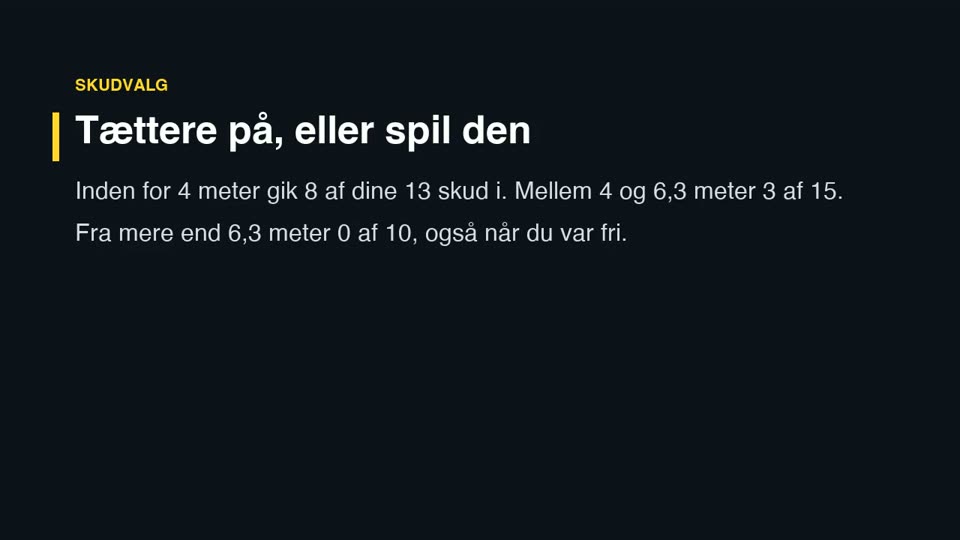 SKUDVALG
Tættere på, eller spil den
Inden for 4 meter gik 8 af dine 13 skud i. Mellem 4 og 6,3 meter 3 af 15.
Fra mere end 6,3 meter 0 af 10, også når du var fri.